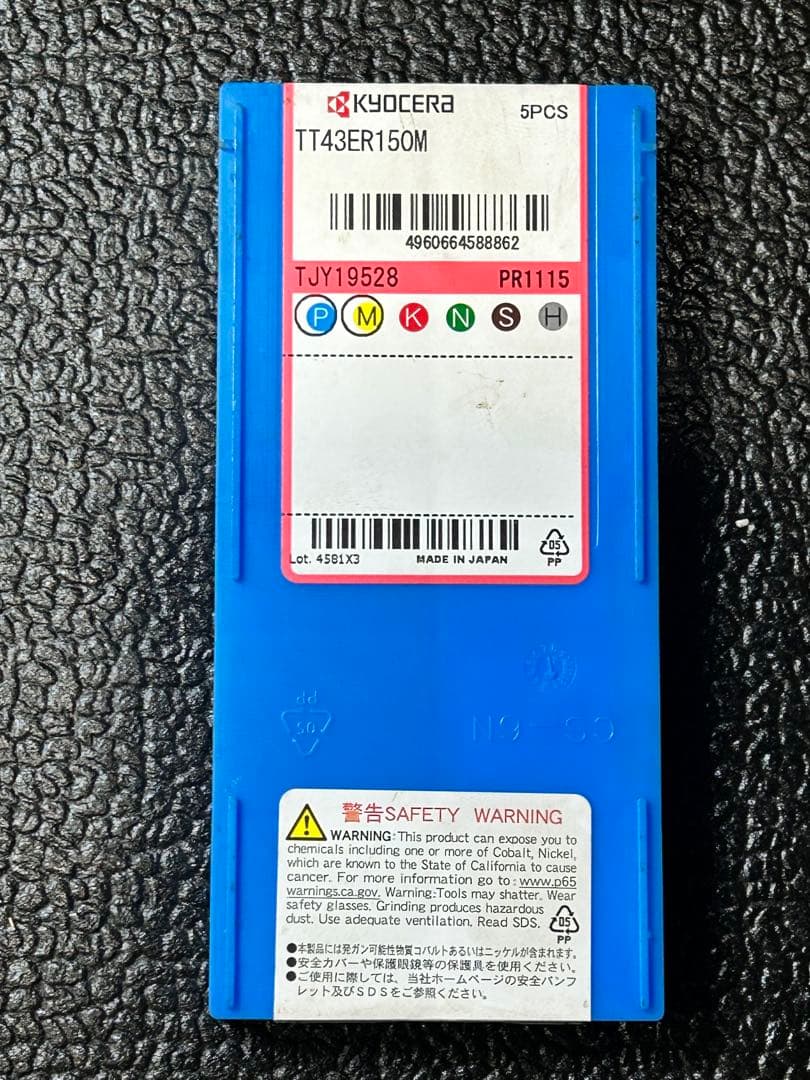 KYOCERA
5PCS
TT43ER150M
4960664588862
TJY19528 PR1115
P M K N S H
Lot. 4581X3 MADE IN JAPAN
05
PP
PP
05
CS-6N
警告SAFETY WARNING
WARNING:This product can expose you to
chemicals including one or more of Cobalt, Nickel,
which are known to the State of California to cause
cancer. For more information go to: www.p65
warnings.ca.gov. Warning:Tools may shatter. Wear
safety glasses. Grinding produces hazardous
dust. Use adequate ventilation. Read SDS.
05
PP
●本製品には発ガン可能性物質コバルトあるいはニッケルが含まれます。
●安全カバーや保護眼鏡等の保護具を使用ください。
●ご使用に際しては、当社ホームページの安全パンフ
レット及びSDSをご参照ください。